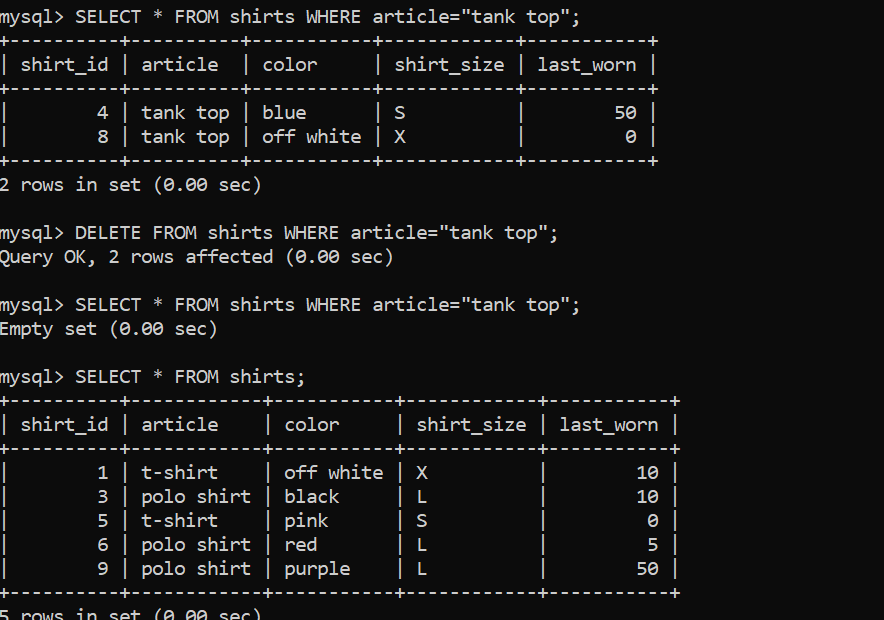 mysql> SELECT * FROM shirts WHERE article="tank top";
+----------+----------+-----------+------------+-----------+
| shirt_id | article  | color     | shirt_size | last_worn |
+----------+----------+-----------+------------+-----------+
|        4 | tank top | blue      | S          |        50 |
|        8 | tank top | off white | X          |         0 |
+----------+----------+-----------+------------+-----------+
2 rows in set (0.00 sec)

mysql> DELETE FROM shirts WHERE article="tank top";
Query OK, 2 rows affected (0.00 sec)

mysql> SELECT * FROM shirts WHERE article="tank top";
Empty set (0.00 sec)

mysql> SELECT * FROM shirts;
+----------+------------+-----------+------------+-----------+
| shirt_id | article    | color     | shirt_size | last_worn |
+----------+------------+-----------+------------+-----------+
|        1 | t-shirt    | off white | X          |        10 |
|        3 | polo shirt | black     | L          |        10 |
|        5 | t-shirt    | pink      | S          |         0 |
|        6 | polo shirt | red       | L          |         5 |
|        9 | polo shirt | purple    | L          |        50 |
+----------+------------+-----------+------------+-----------+
5 rows in set (0.00 sec)